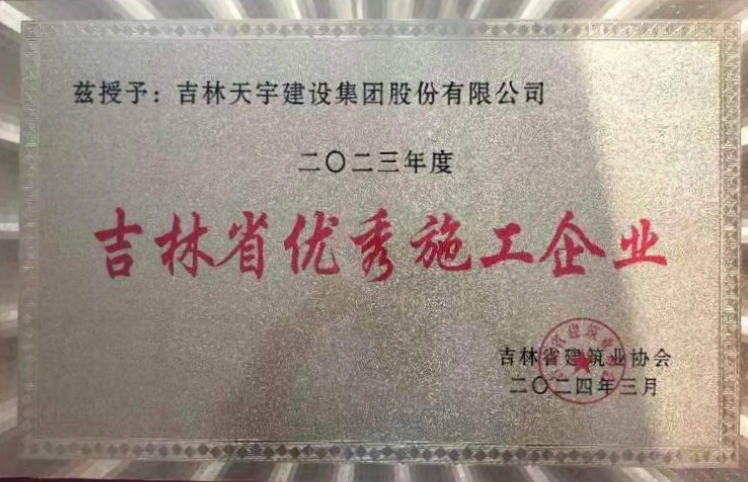 兹授予：吉林天宇建设集团股份有限公司
二〇二三年度
吉林省优秀施工企业
吉林省建筑业协会
二〇二四年三月